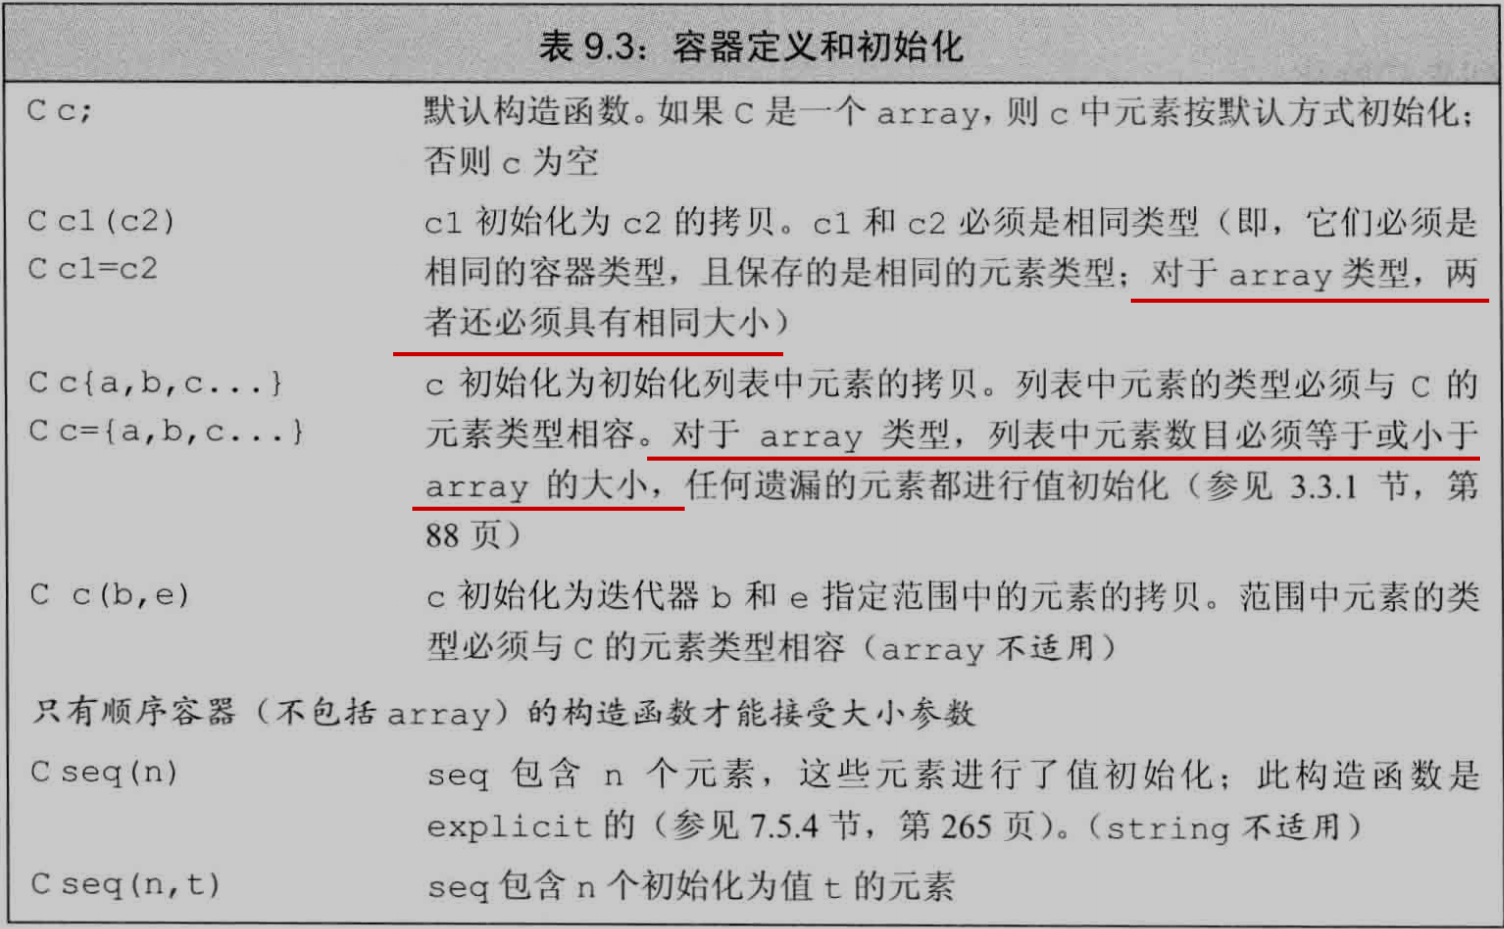 表 9.3：容器定义和初始化
C c; 默认构造函数。如果 C 是一个 array，则 c 中元素按默认方式初始化；
否则 c 为空
C c1(c2) c1 初始化为 c2 的拷贝。c1 和 c2 必须是相同类型（即，它们必须是
C c1=c2 相同的容器类型，且保存的是相同的元素类型；对于 array 类型，两
者还必须具有相同大小）
C c{a,b,c...} c 初始化为初始化列表中元素的拷贝。列表中元素的类型必须与 C 的
C c={a,b,c...} 元素类型相容。对于 array 类型，列表中元素数目必须等于或小于
array 的大小，任何遗漏的元素都进行值初始化（参见 3.3.1 节，第
88 页）
C c(b,e) c 初始化为迭代器 b 和 e 指定范围中的元素的拷贝。范围中元素的类
型必须与 C 的元素类型相容（array 不适用）
只有顺序容器（不包括 array）的构造函数才能接受大小参数
C seq(n) seq 包含 n 个元素，这些元素进行了值初始化；此构造函数是
explicit 的（参见 7.5.4 节，第 265 页）。（string 不适用）
C seq(n,t) seq 包含 n 个初始化为值 t 的元素